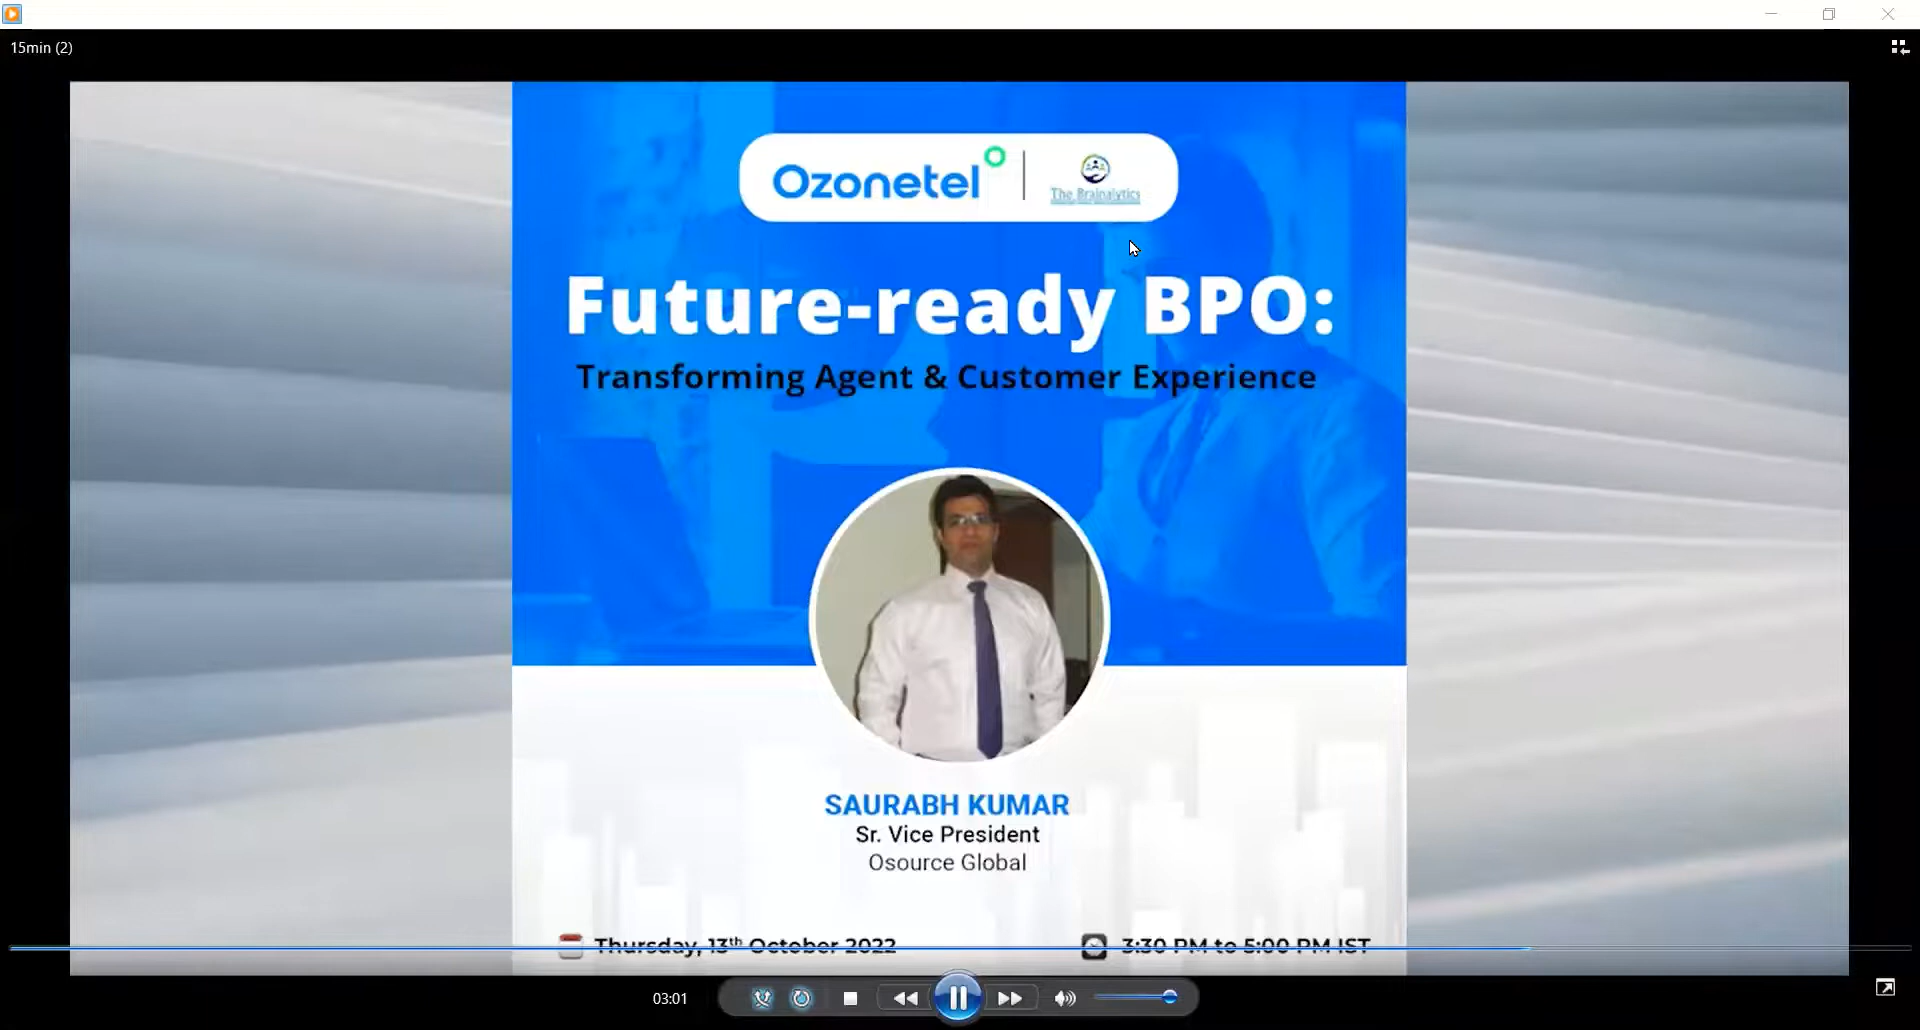 15min (2)
Ozonetel
The Brainalytics
Future-ready BPO:
Transforming Agent & Customer Experience
SAURABH KUMAR
Sr. Vice President
Osource Global
Thursday, 13th October 2022
3:30 PM to 5:00 PM IST
03:01